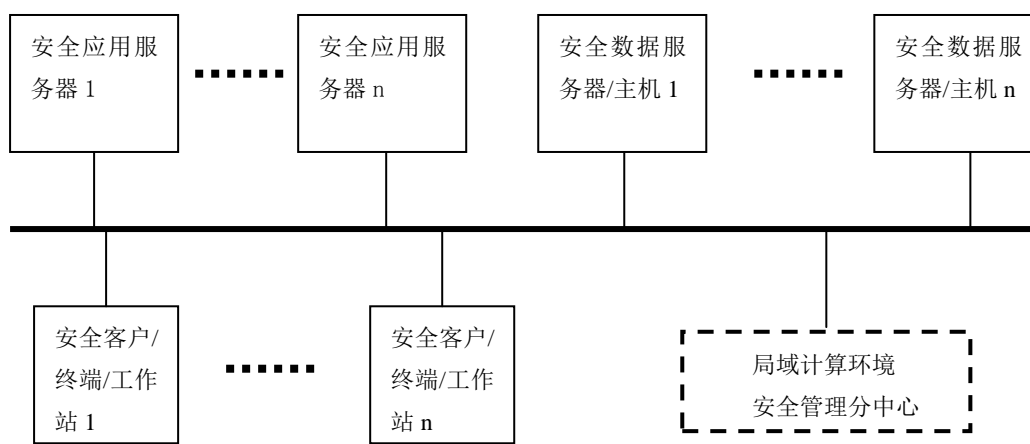 安全应用服
务器 1
安全应用服
务器 n
安全数据服
务器/主机 1
安全数据服
务器/主机 n
安全客户/
终端/工作
站 1
安全客户/
终端/工作
站 n
局域计算环境
安全管理分中心